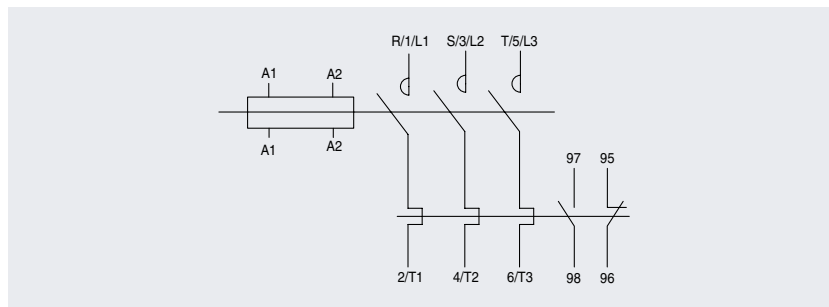 R/1/L1 S/3/L2 T/5/L3
A1 A2
A1 A2
97 95
2/T1 4/T2 6/T3 98 96